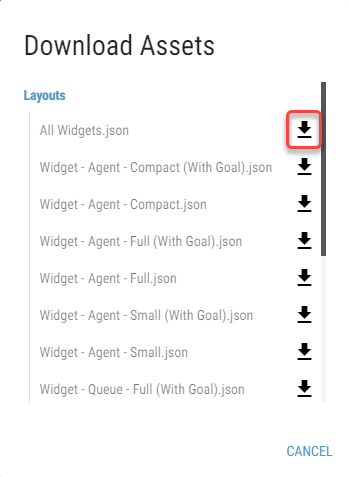 Download Assets
Layouts
All Widgets.json
Widget - Agent - Compact (With Goal).json
Widget - Agent - Compact.json
Widget - Agent - Full (With Goal).json
Widget - Agent - Full.json
Widget - Agent - Small (With Goal).json
Widget - Agent - Small.json
Widget - Queue - Full (With Goal).json
CANCEL